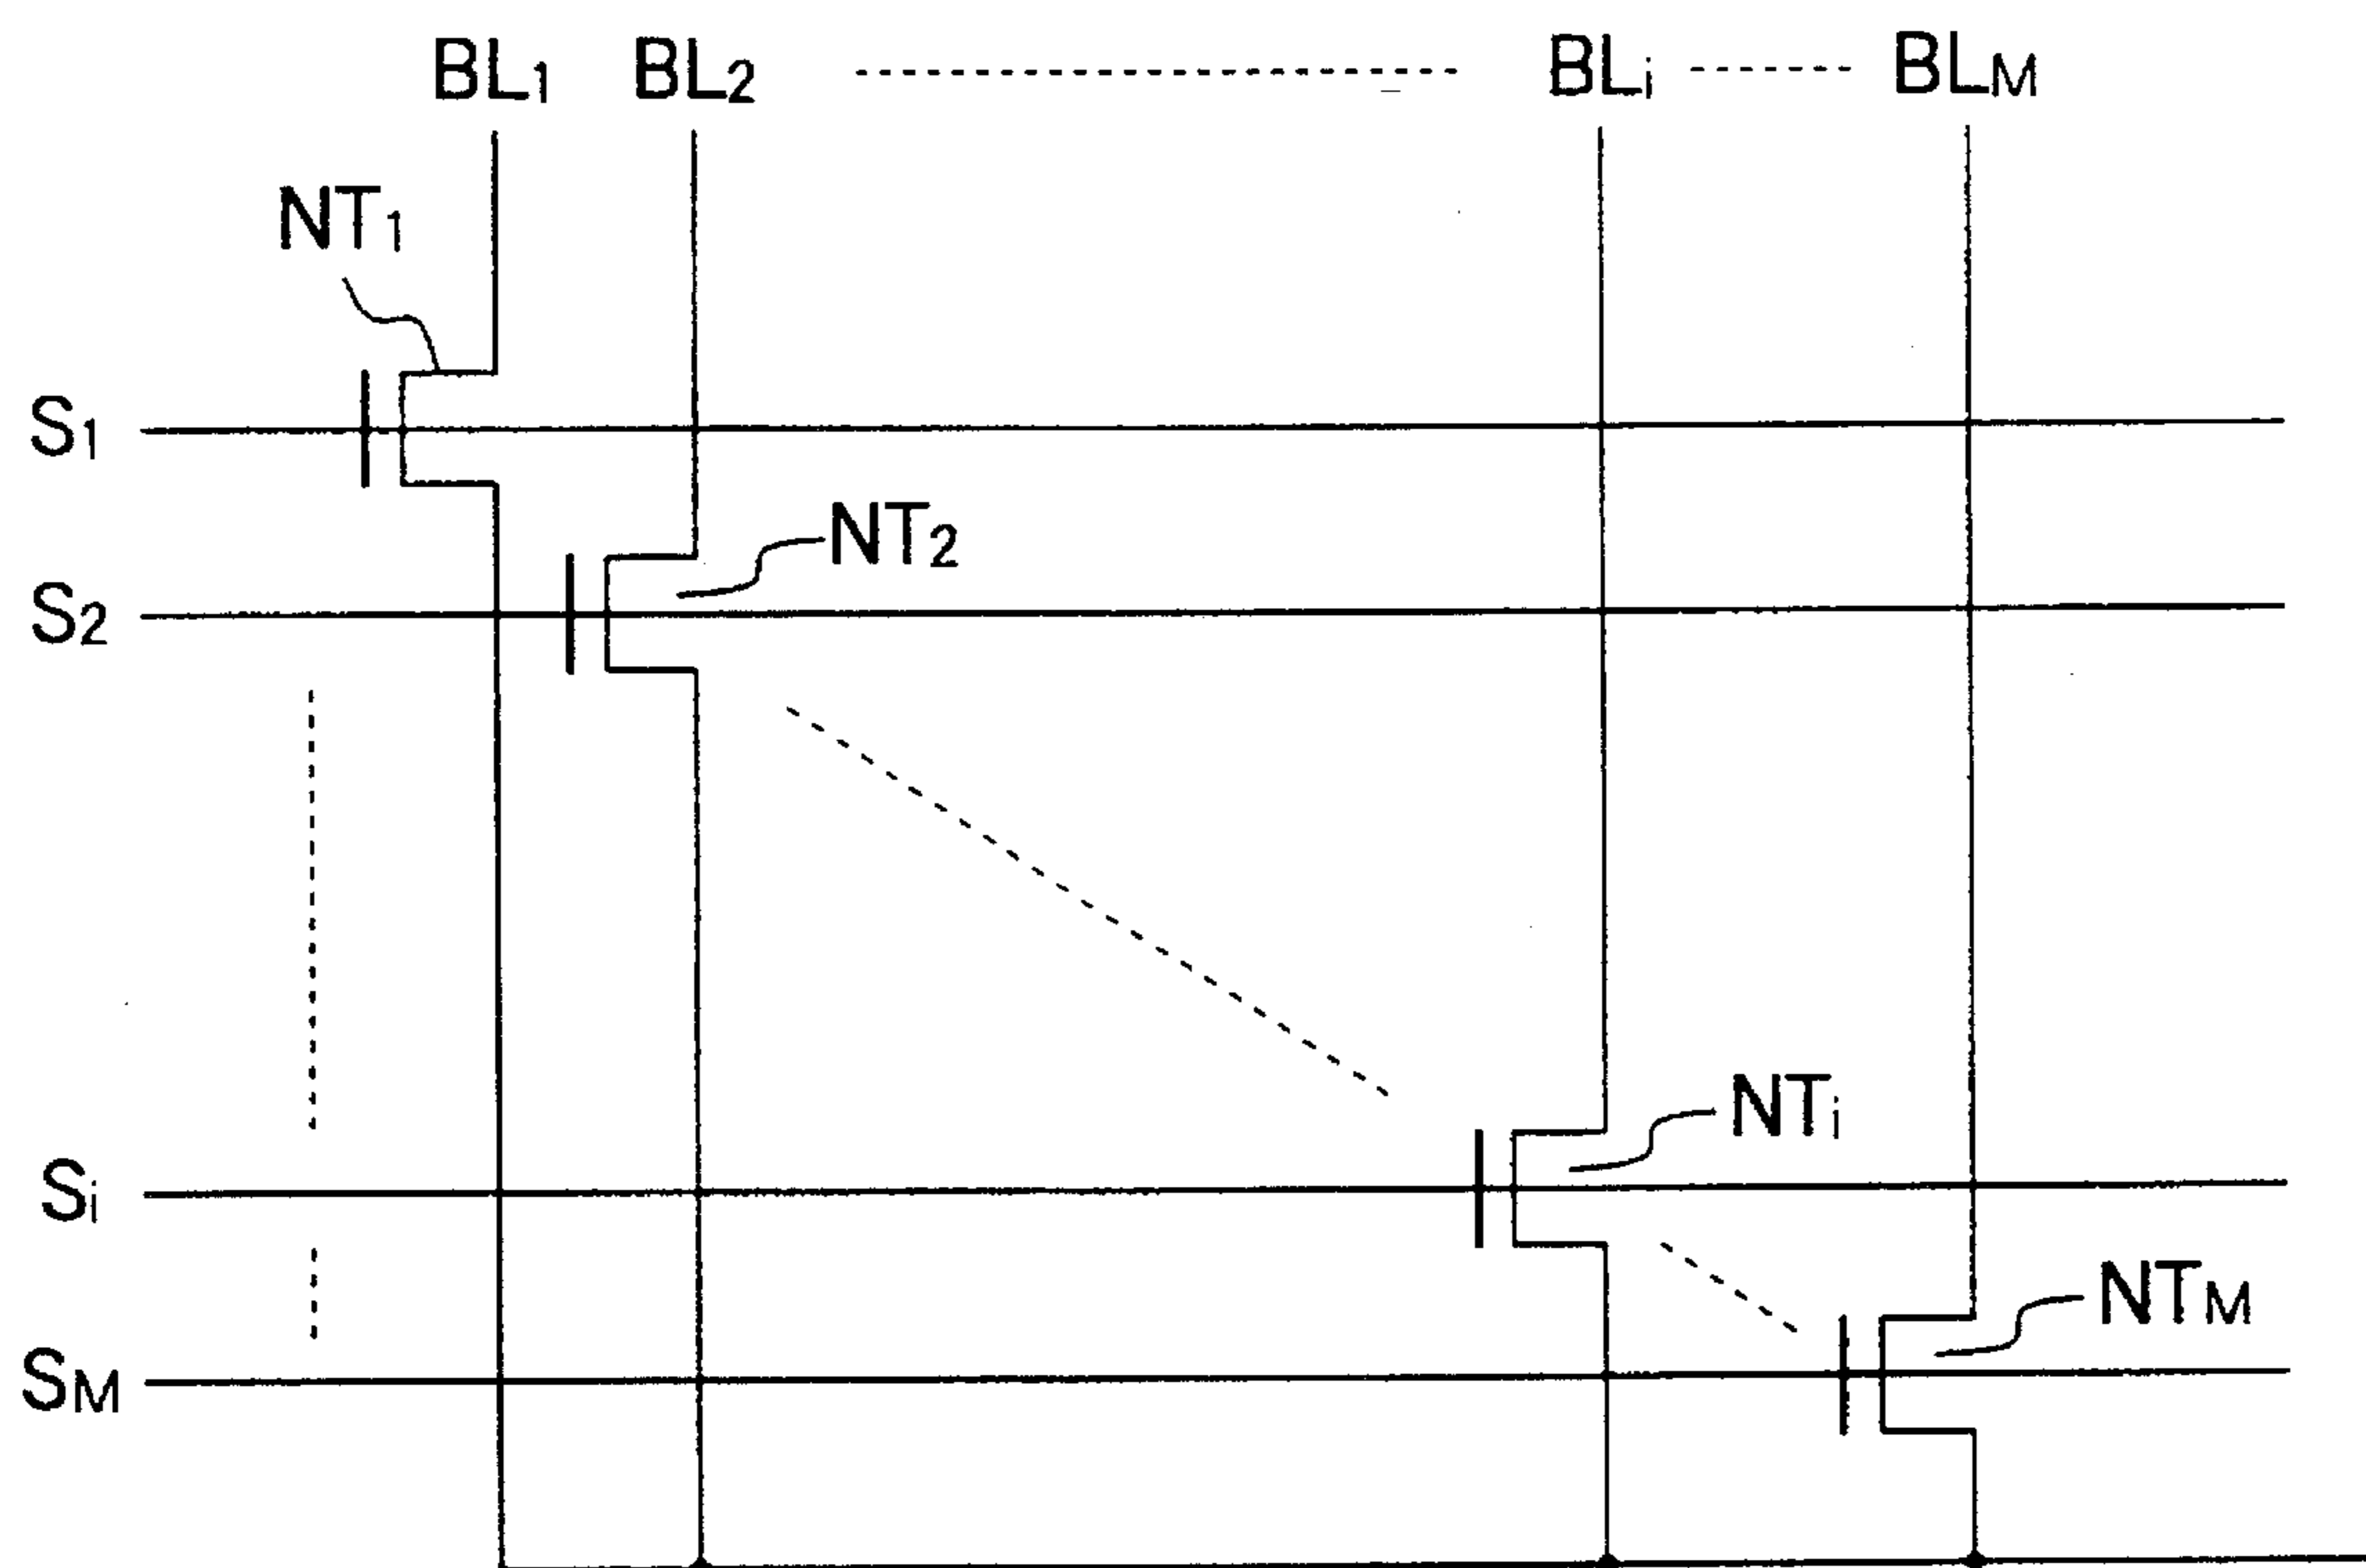 BL1 BL2 BLi BLM
NT1
S1
NT2
S2
NTi
Si
NTM
SM